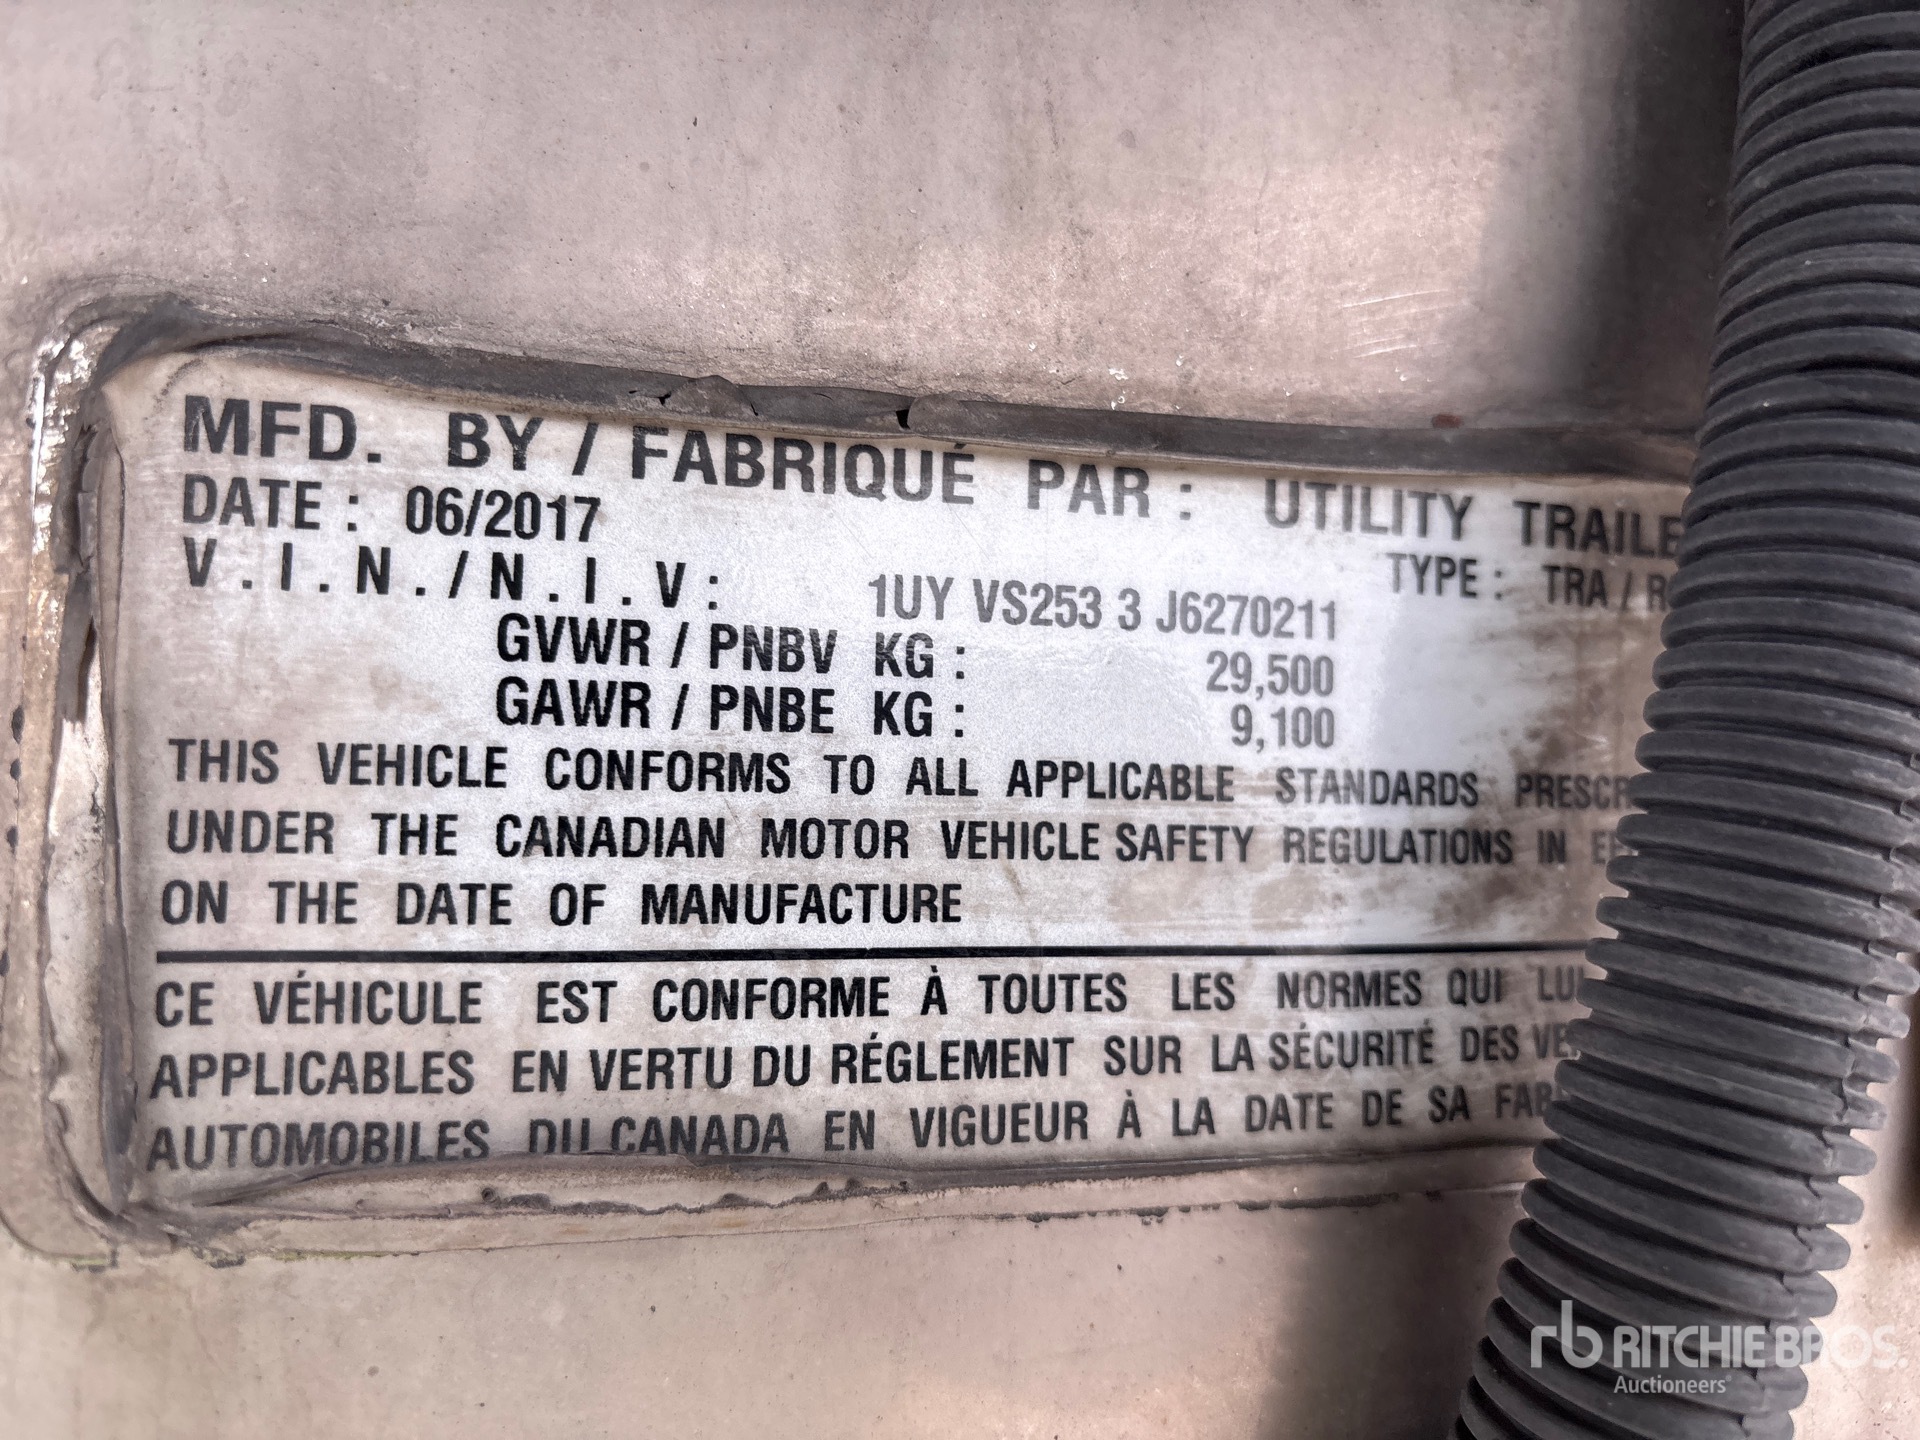 MFD. BY / FABRIQUÉ PAR : UTILITY
DATE : 06/2017 TYPE : TRA /
V.I.N./N.I.V: 1UY VS253 3 J6270211
GVWR / PNBV KG : 29,500
GAWR / PNBE KG : 9,100
THIS VEHICLE CONFORMS TO ALL APPLICABLE STANDARDS
UNDER THE CANADIAN MOTOR VEHICLE SAFETY REGULATIONS IN
ON THE DATE OF MANUFACTURE
CE VÉHICULE EST CONFORME À TOUTES LES NORMES QUI
APPLICABLES EN VERTU DU RÉGLEMENT SUR LA SÉCURITÉ DES
AUTOMOBILES DU CANADA EN VIGUEUR À LA DATE DE SA
rb RITCHIE BROS.
Auctioneers